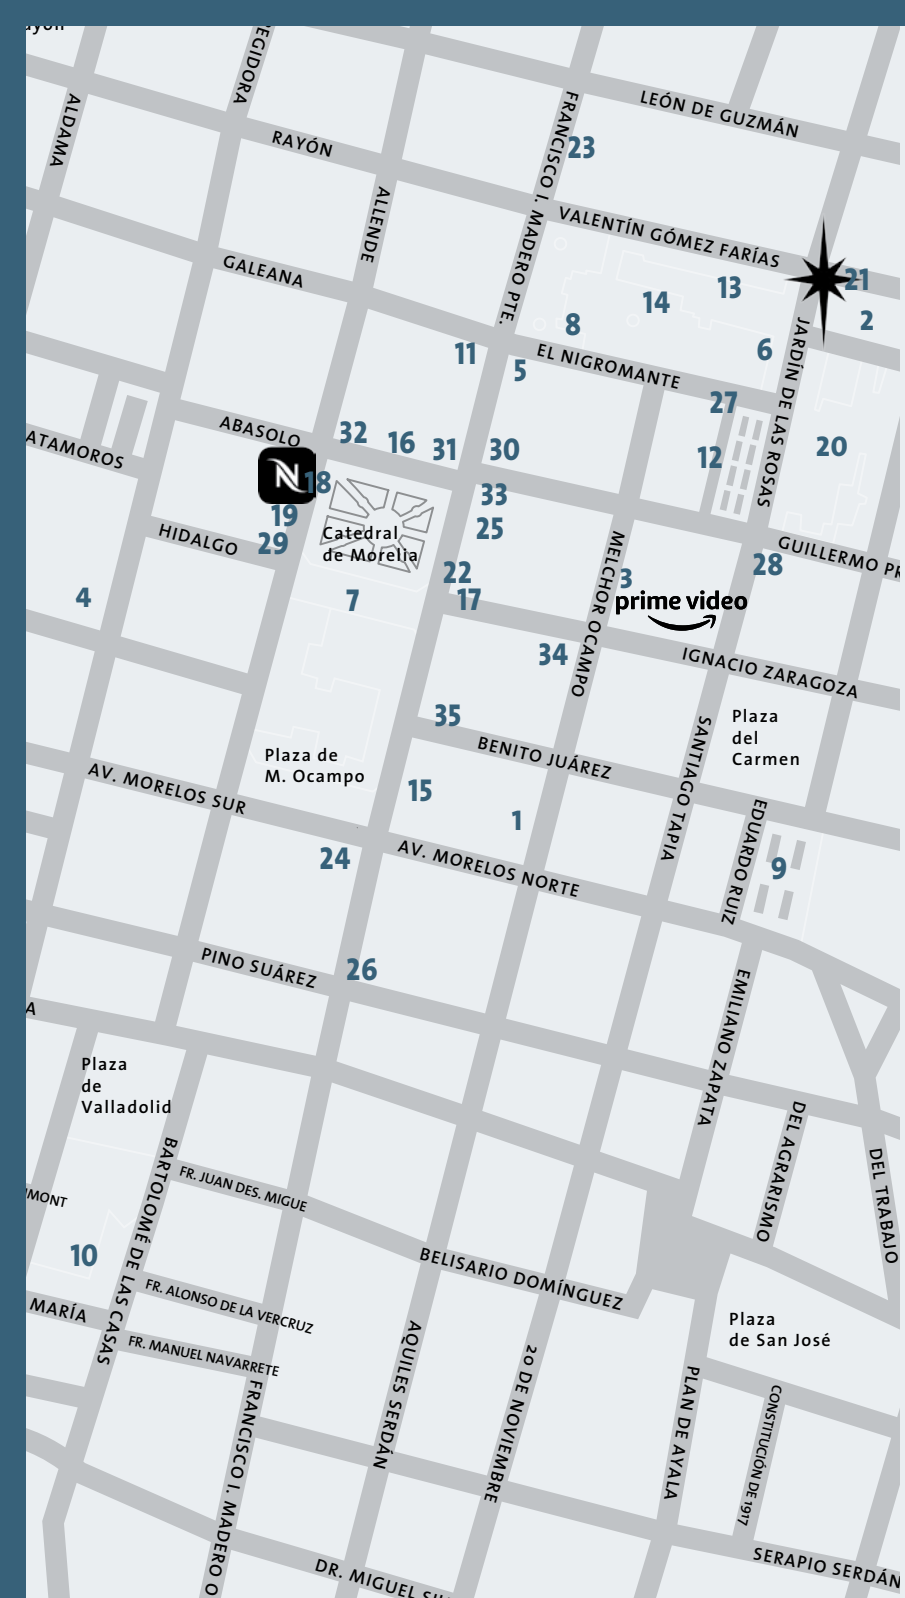 EGIDORA
ALDAMA
RAYÓN
ALLENDE
GALEANA
FRANCISCO I. MADERO PTE.
LEÓN DE GUZMÁN
23
VALENTÍN GÓMEZ FARÍAS
21
13
14
2
8
6
11
5
EL NIGROMANTE
JARDÍN DE LAS ROSAS
27
ABASOLO
32
16
31
30
12
20
ATAMOROS
N
18
33
19
25
Catedral
de Morelia
HIDALGO
29
GUILLERMO PR
28
22
3
4
7
17
prime video
MELCHOR OCAMPO
34
IGNACIO ZARAGOZA
35
Plaza
del
Carmen
BENITO JUÁREZ
SANTIAGO TAPIA
Plaza de
M. Ocampo
AV. MORELOS SUR
15
1
24
AV. MORELOS NORTE
EDUARDO RUIZ
9
PINO SUÁREZ
26
EMILIANO ZAPATA
A
Plaza
de
Valladolid
DEL AGRARISMO
DEL TRABAJO
BARTOLOMÉ DE LAS CASAS
FR. JUAN DES. MIGUE
MONT
10
BELISARIO DOMÍNGUEZ
FR. ALONSO DE LA VERCRUZ
MARÍA
FR. MANUEL NAVARRETE
Plaza
de San José
AQUILES SERDÁN
20 DE NOVIEMBRE
PLAN DE AYALA
CONSTITUCIÓN DE 1917
FRANCISCO I. MADERO O
SERAPIO SERDÁN
DR. MIGUEL SI